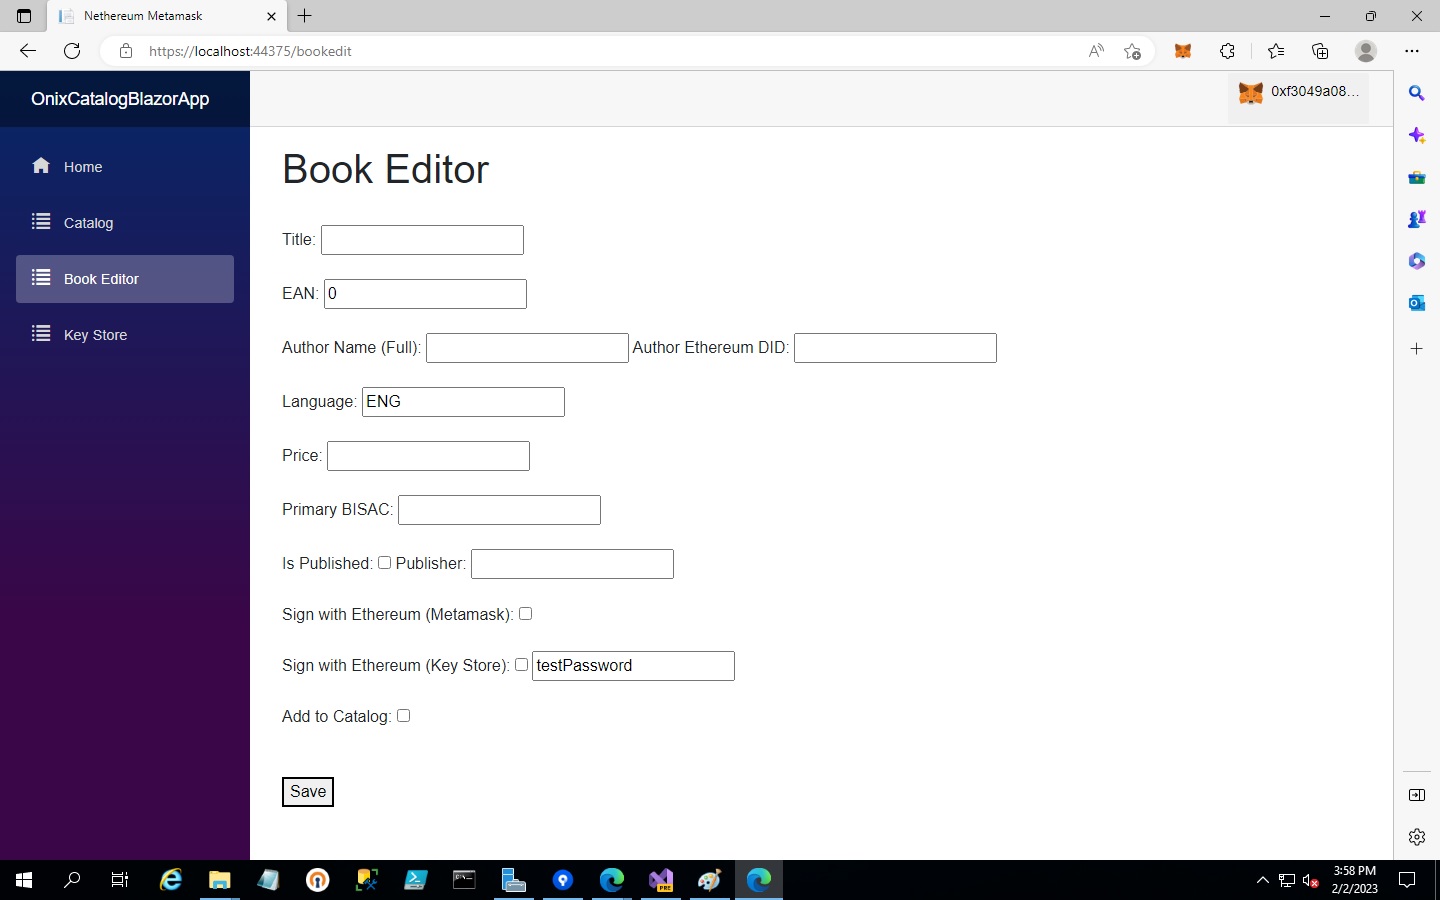 Nethereum Metamask
https://localhost:44375/bookedit
OnixCatalogBlazorApp
0xf3049a08...
Home
Catalog
Book Editor
Key Store
Book Editor
Title:
EAN: 0
Author Name (Full): Author Ethereum DID:
Language: ENG
Price:
Primary BISAC:
Is Published: Publisher:
Sign with Ethereum (Metamask):
Sign with Ethereum (Key Store): testPassword
Add to Catalog:
Save
PRE
3:58 PM
2/2/2023